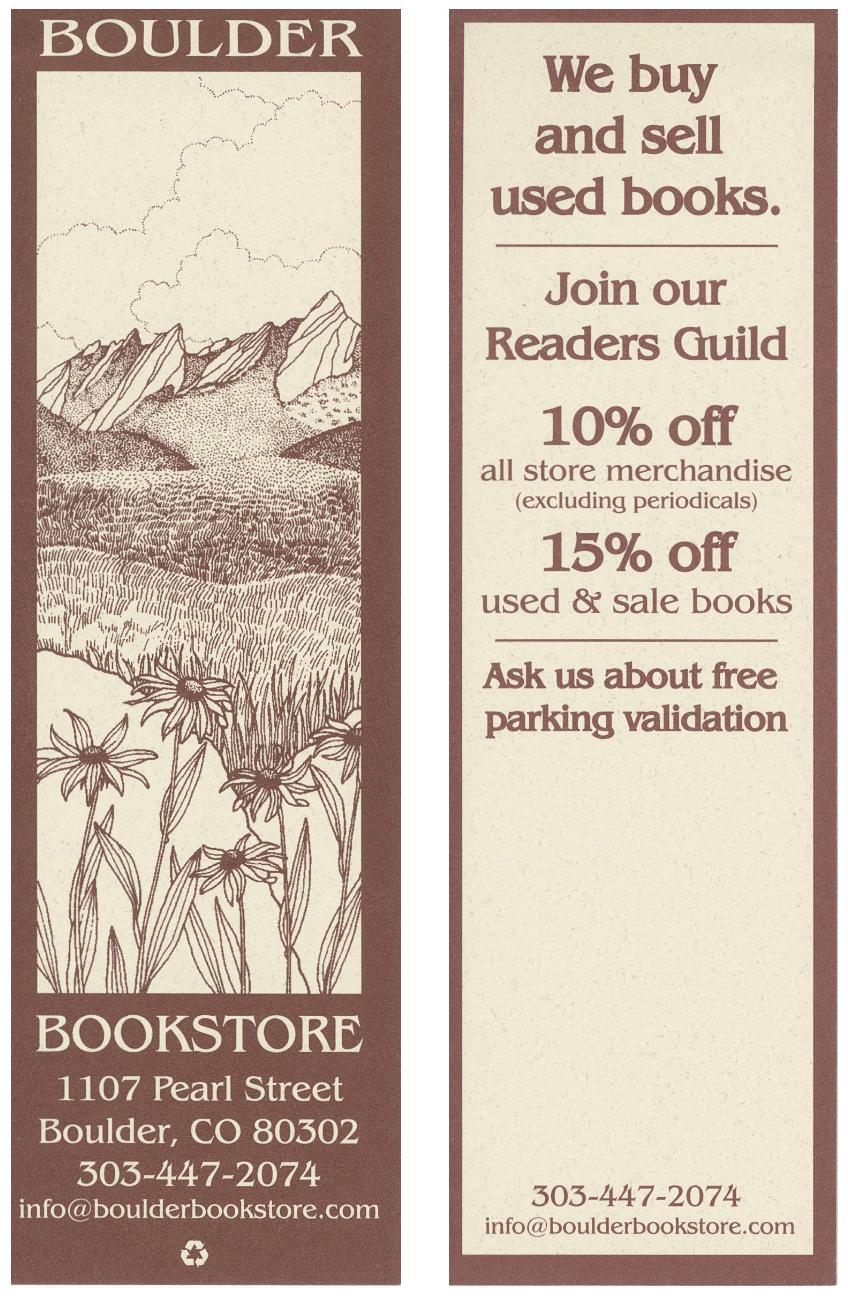 BOULDER
BOOKSTORE
1107 Pearl Street
Boulder, CO 80302
303-447-2074
info@boulderbookstore.com
We buy
and sell
used books.
Join our
Readers Guild
10% off
all store merchandise
(excluding periodicals)
15% off
used & sale books
Ask us about free
parking validation
303-447-2074
info@boulderbookstore.com